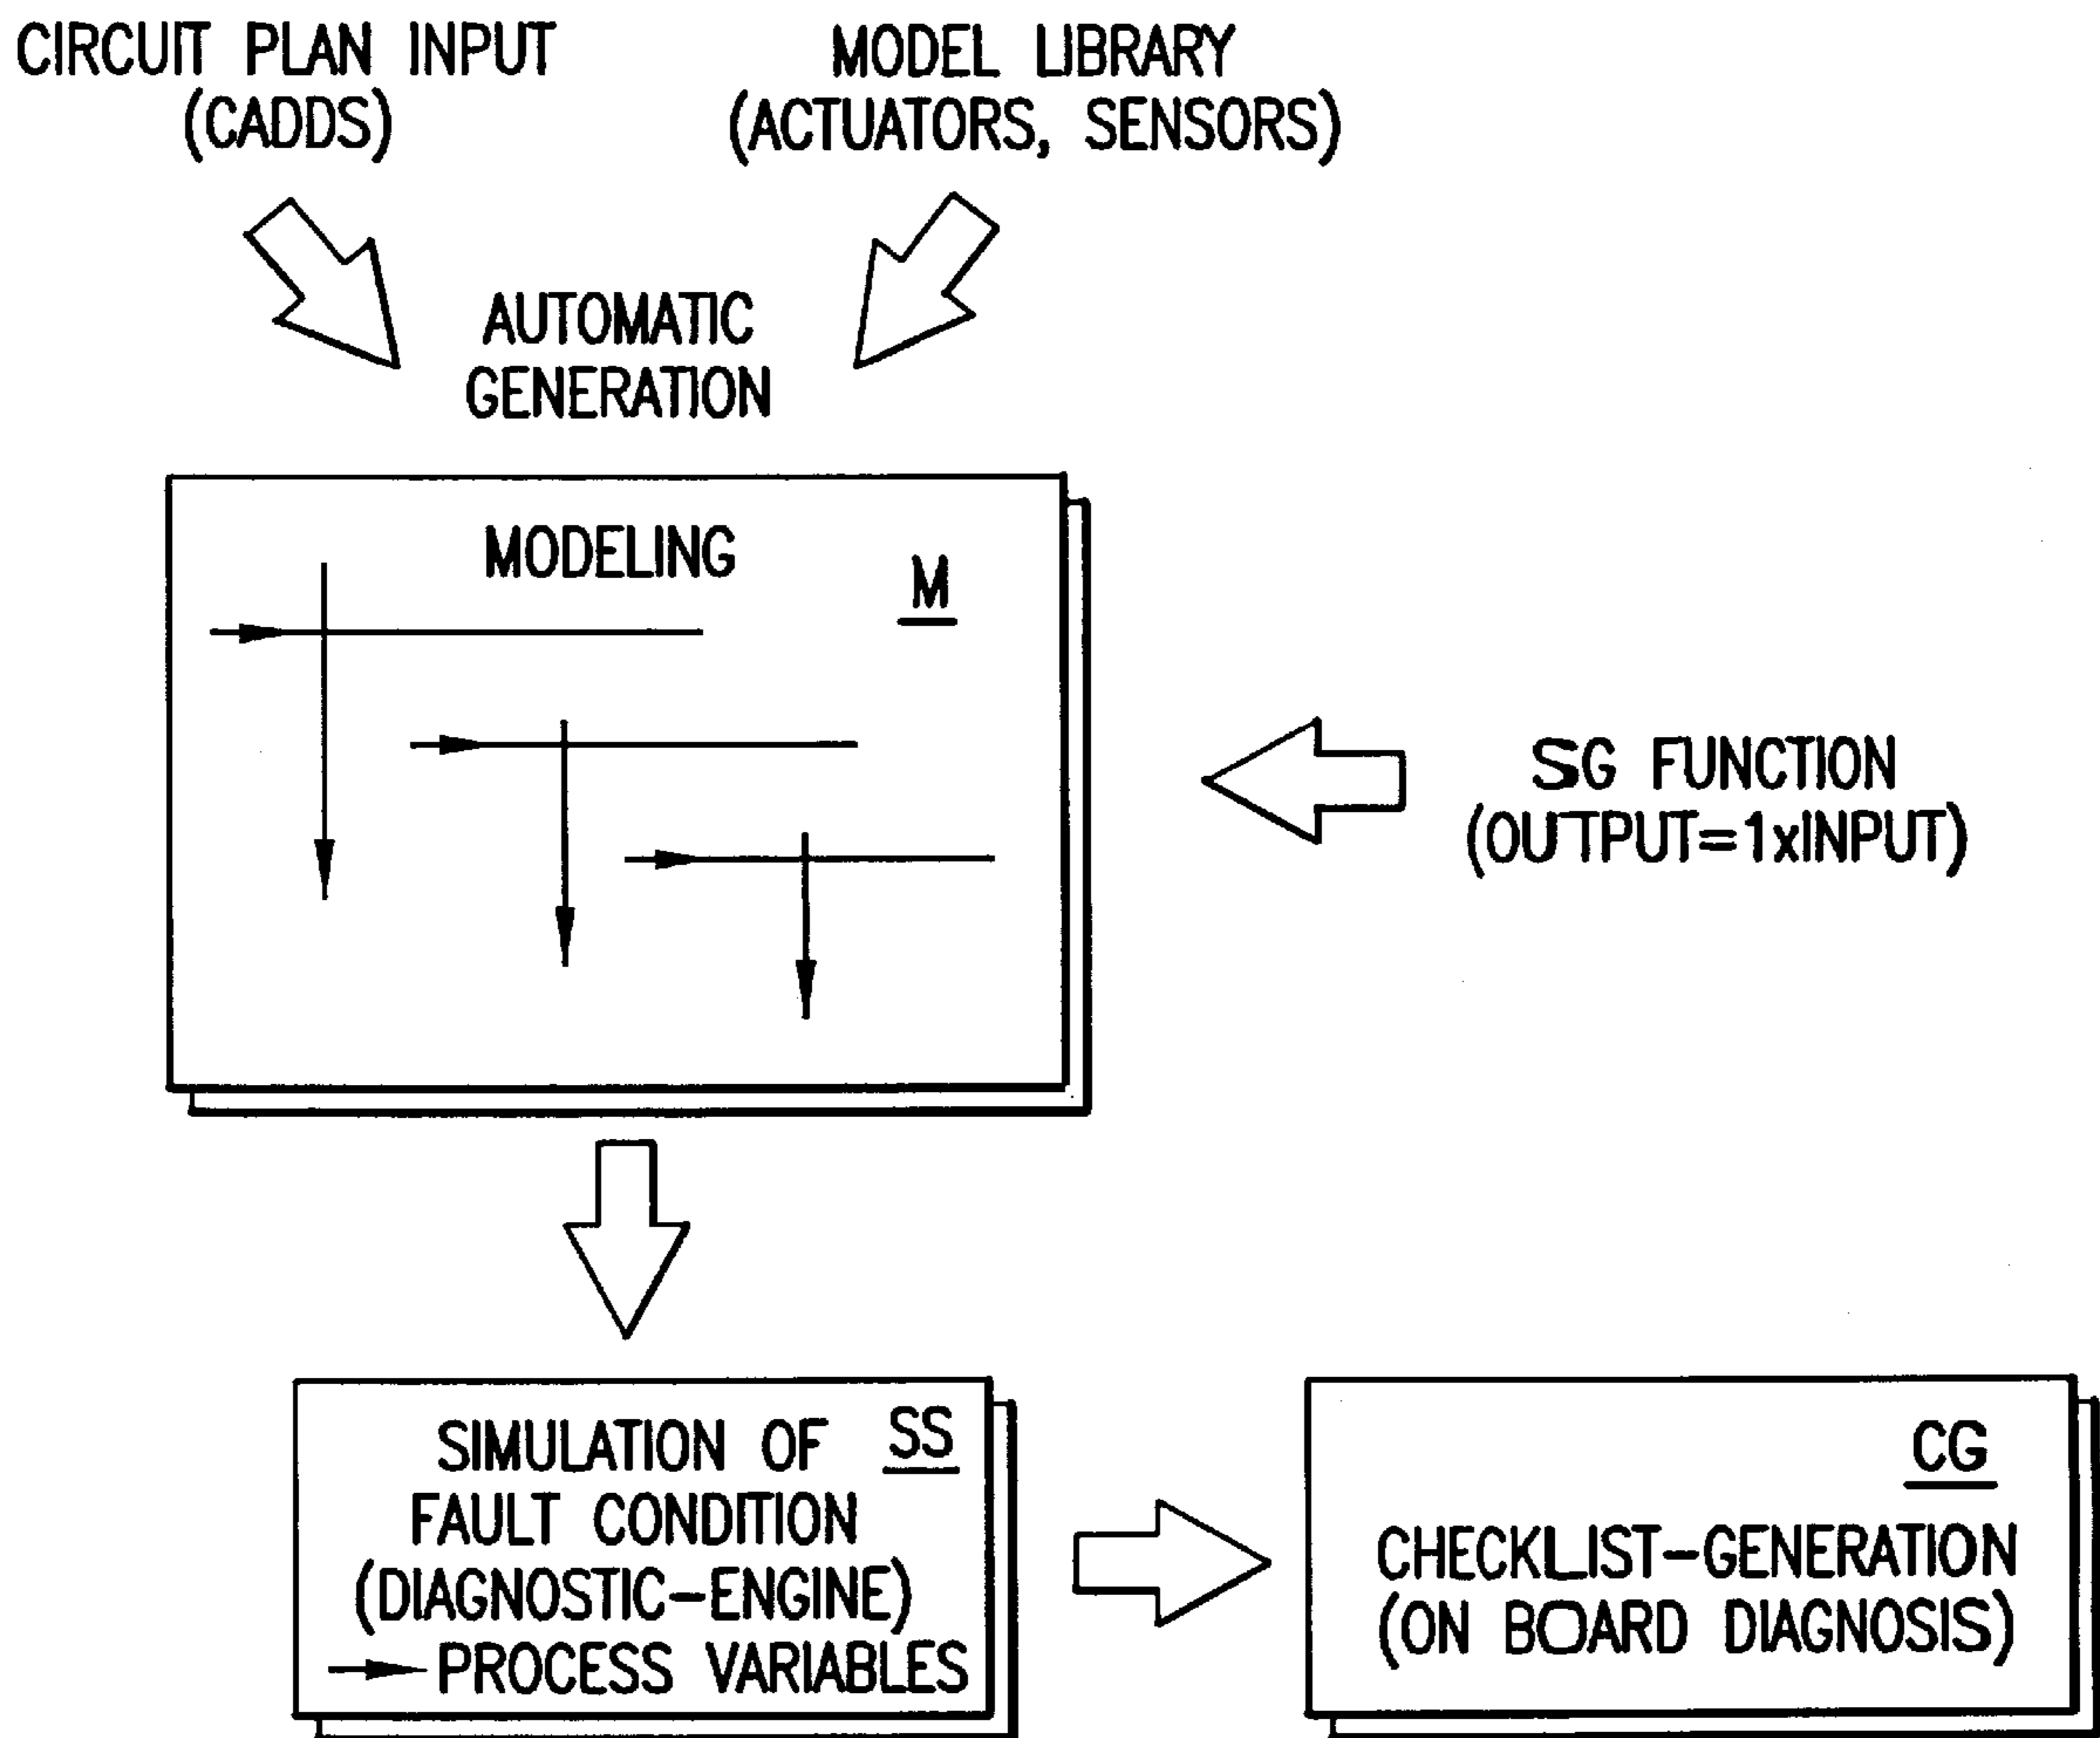 CIRCUIT PLAN INPUT
(CADDS)
MODEL LIBRARY
(ACTUATORS, SENSORS)
AUTOMATIC
GENERATION
MODELING
M
SG FUNCTION
(OUTPUT=1xINPUT)
SIMULATION OF SS
FAULT CONDITION
(DIAGNOSTIC-ENGINE)
PROCESS VARIABLES
CG
CHECKLIST-GENERATION
(ON BOARD DIAGNOSIS)